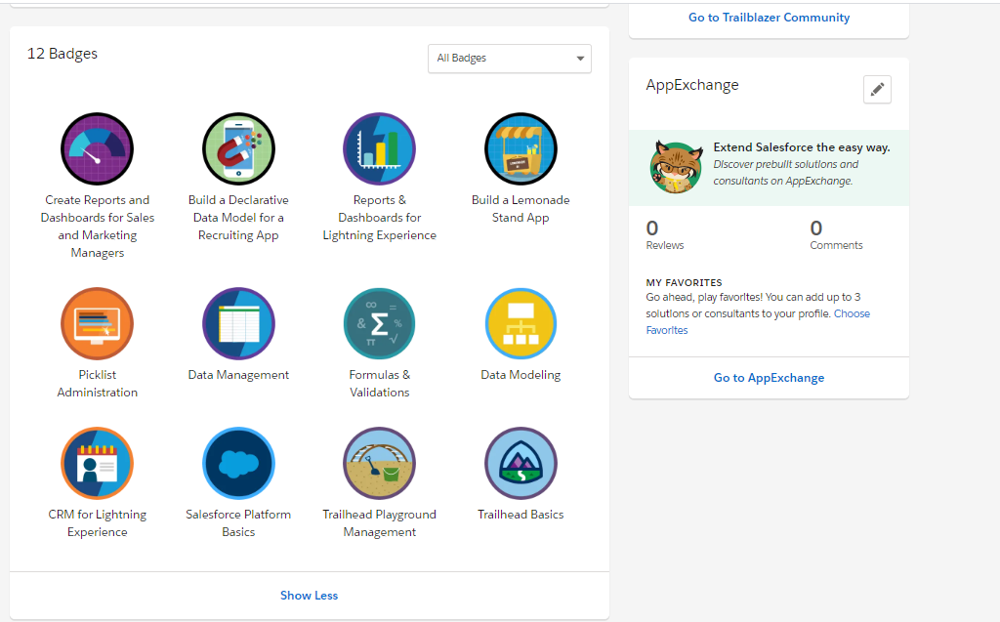 Go to Trailblazer Community
12 Badges
All Badges
Create Reports and
Dashboards for Sales
and Marketing
Managers
Build a Declarative
Data Model for a
Recruiting App
Reports &
Dashboards for
Lightning Experience
Build a Lemonade
Stand App
Picklist
Administration
Data Management
Formulas &
Validations
Data Modeling
CRM for Lightning
Experience
Salesforce Platform
Basics
Trailhead Playground
Management
Trailhead Basics
Show Less
AppExchange
Extend Salesforce the easy way.
Discover prebuilt solutions and
consultants on AppExchange.
0
Reviews
0
Comments
MY FAVORITES
Go ahead, play favorites! You can add up to 3
solutions or consultants to your profile. Choose
Favorites
Go to AppExchange